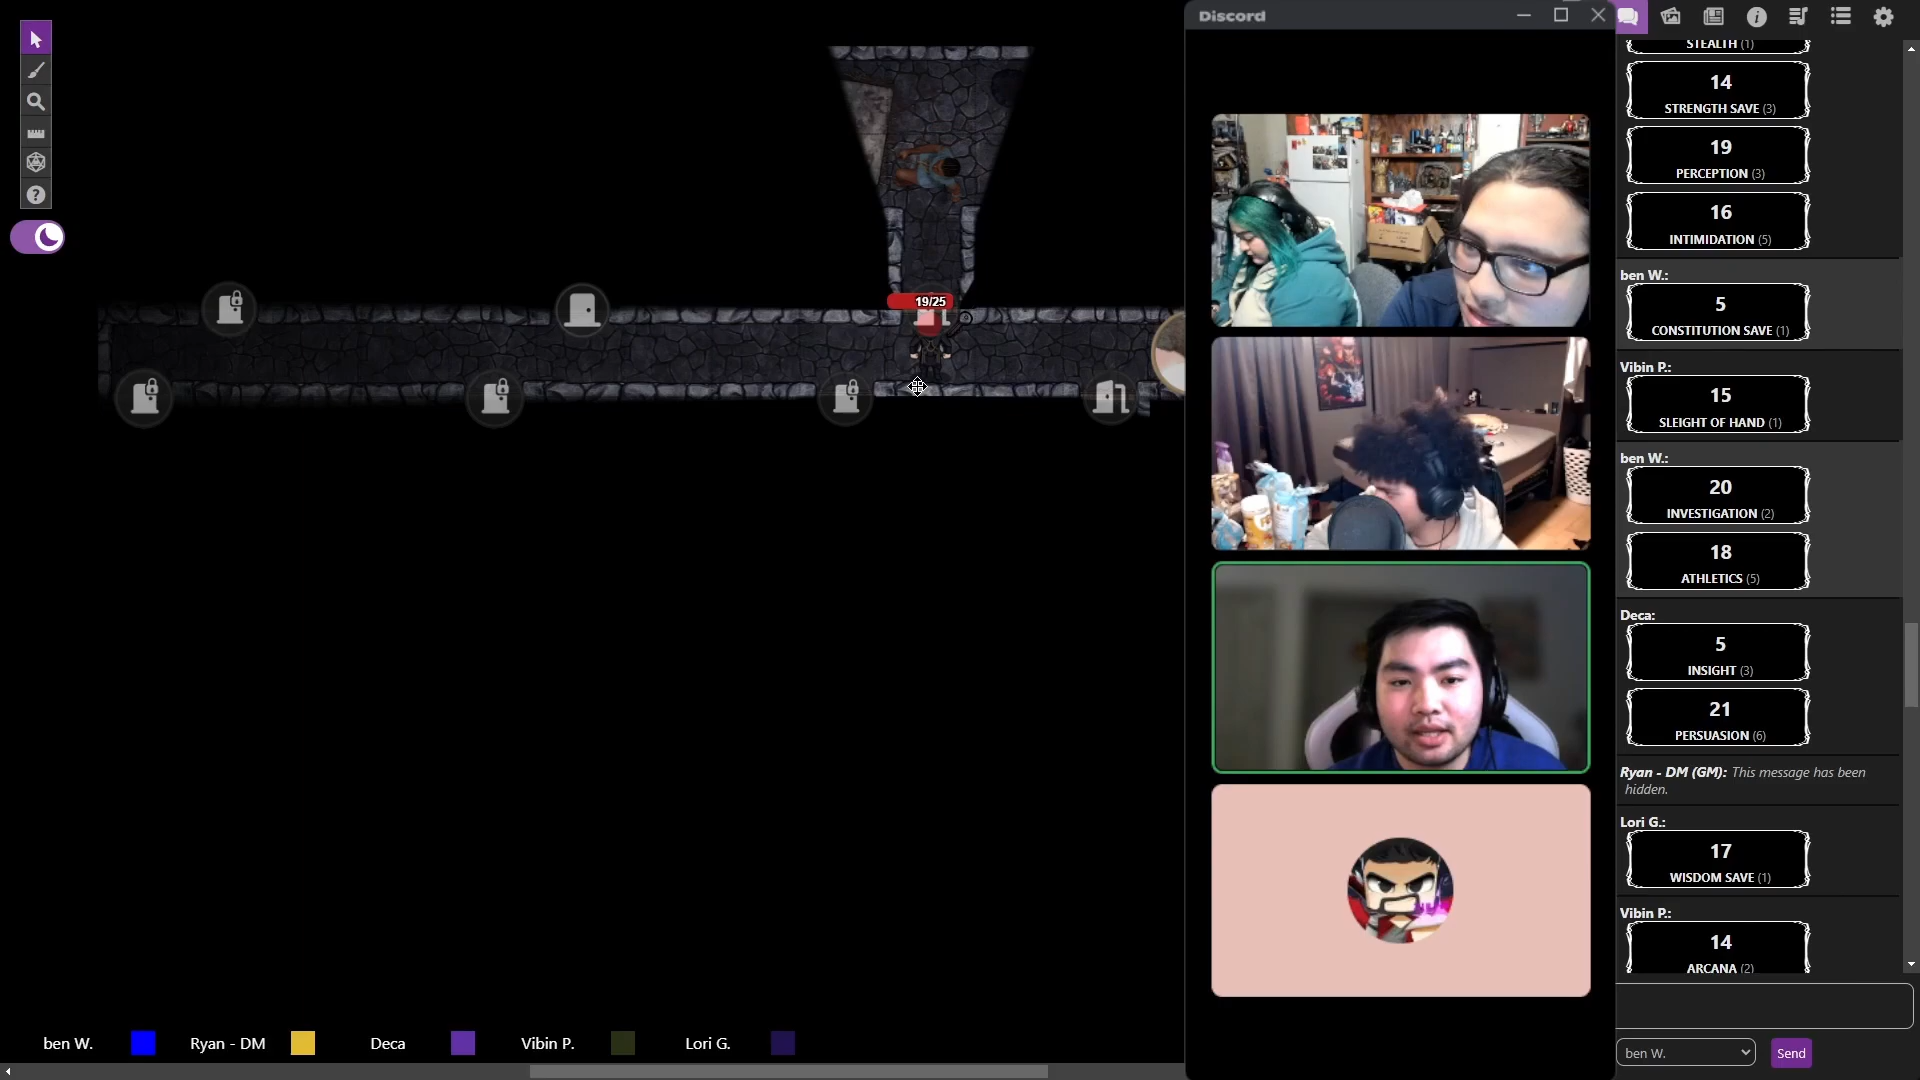 Discord
STEALTH (1)
14
STRENGTH SAVE (3)
19
PERCEPTION (3)
16
INTIMIDATION (5)
ben W.:
5
CONSTITUTION SAVE (1)
Vibin P.:
15
SLEIGHT OF HAND (1)
ben W.:
20
INVESTIGATION (2)
18
ATHLETICS (5)
Deca:
5
INSIGHT (3)
21
PERSUASION (6)
Ryan - DM (GM): This message has been
hidden.
Lori G.:
17
WISDOM SAVE (1)
Vibin P.:
14
ARCANA (2)
19/25
ben W.
Ryan - DM
Deca
Vibin P.
Lori G.
ben W.
Send